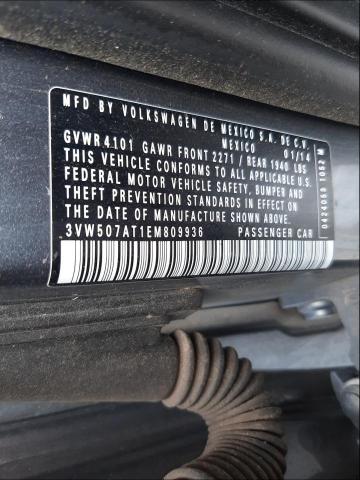 MFD BY VOLKSWAGEN DE MEXICO S.A. DE C.V.
MEXICO 01/14
GVWR 4101 GAWR FRONT 2271 / REAR 1940 LBS
THIS VEHICLE CONFORMS TO ALL APPLICABLE U.S.
FEDERAL MOTOR VEHICLE SAFETY, BUMPER AND
THEFT PREVENTION STANDARDS IN EFFECT ON THE
DATE OF MANUFACTURE SHOWN ABOVE.
3VW507AT1EM809936 PASSENGER CAR